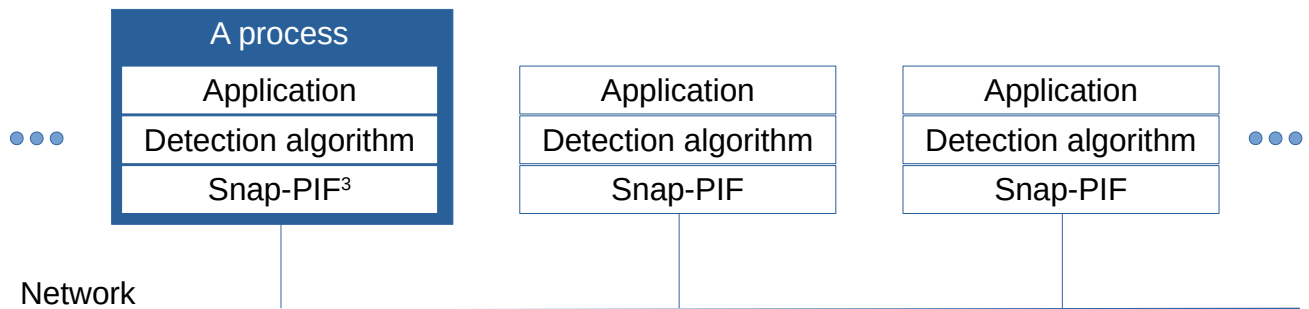 A process
Application
Detection algorithm
Snap-PIF³
Application
Detection algorithm
Snap-PIF
Application
Detection algorithm
Snap-PIF
Network